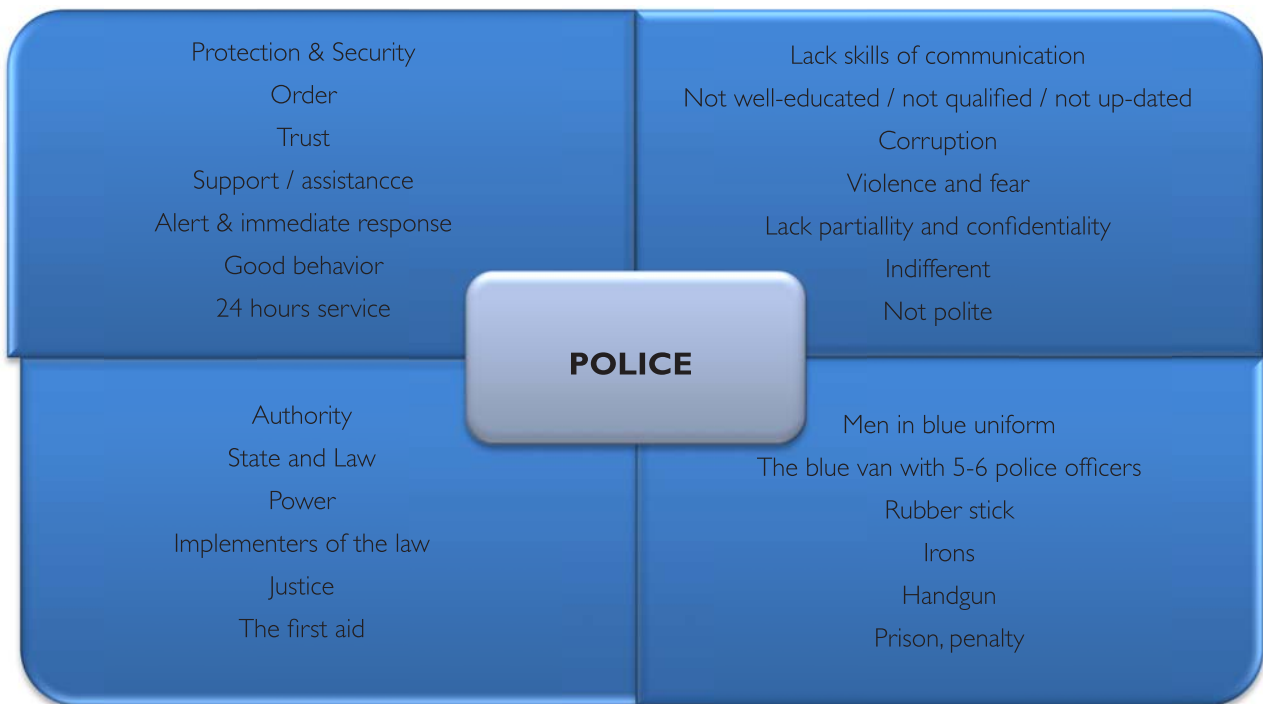 Protection & Security
Order
Trust
Support / assistancce
Alert & immediate response
Good behavior
24 hours service
Lack skills of communication
Not well-educated / not qualified / not up-dated
Corruption
Violence and fear
Lack partiallity and confidentiality
Indifferent
Not polite
POLICE
Authority
State and Law
Power
Implementers of the law
Justice
The first aid
Men in blue uniform
The blue van with 5-6 police officers
Rubber stick
Irons
Handgun
Prison, penalty